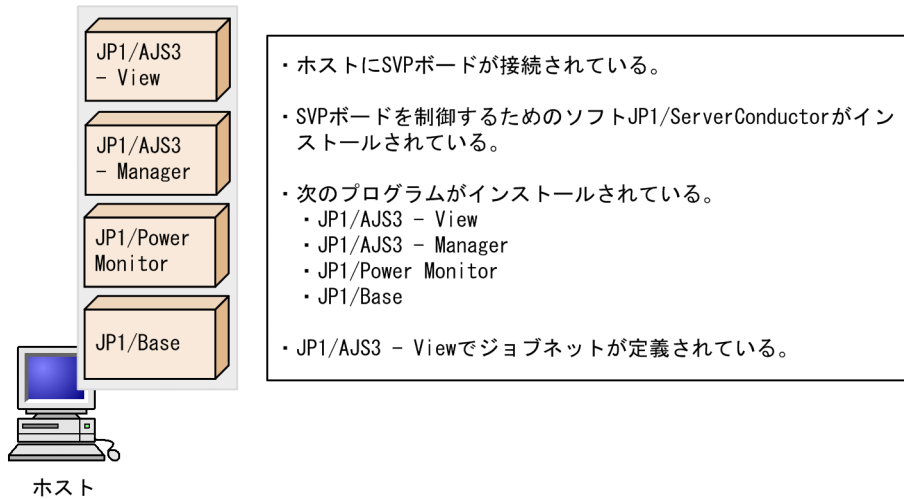 JP1/AJS3
- View
JP1/AJS3
- Manager
JP1/Power
Monitor
JP1/Base
ホスト
・ホストにSVPボードが接続されている。
・SVPボードを制御するためのソフトJP1/ServerConductorがイン
ストールされている。
・次のプログラムがインストールされている。
・JP1/AJS3 - View
・JP1/AJS3 - Manager
・JP1/Power Monitor
・JP1/Base
・JP1/AJS3 - Viewでジョブネットが定義されている。